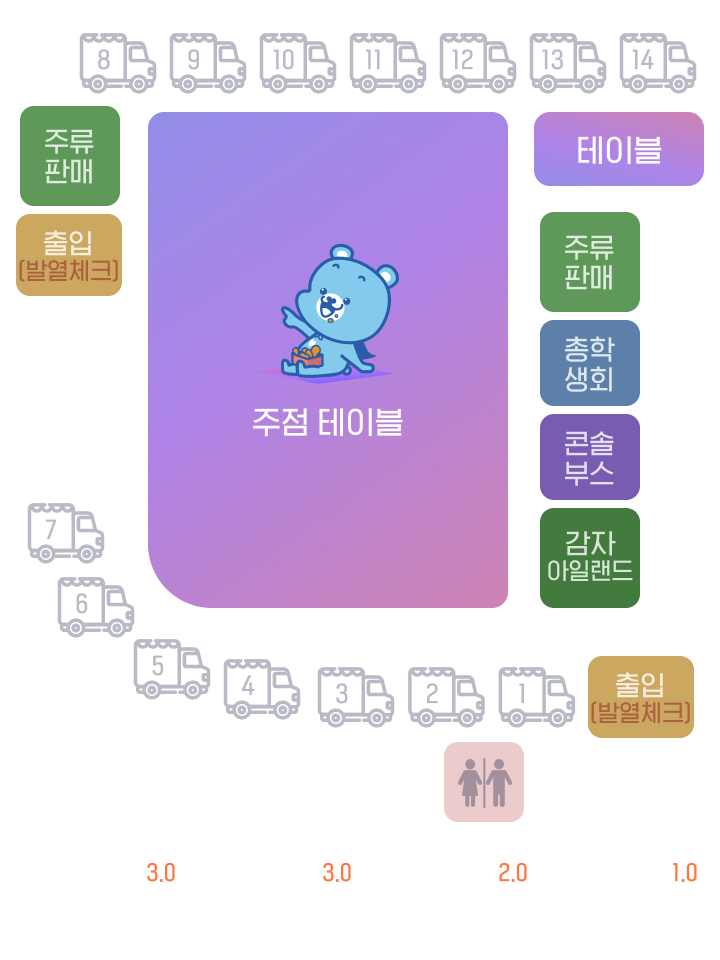 8 9 10 11 12 13 14
주류
판매
테이블
출입
(발열체크)
주류
판매
총학
생회
주점 테이블
콘솔
부스
7
감자
아일랜드
6
5
4
3
2
1
출입
(발열체크)
3.0 3.0 2.0 1.0